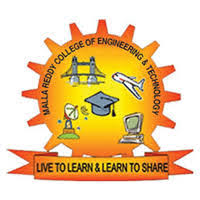 MALLA REDDY COLLEGE OF ENGINEERING & TECHNOLOGY
LIVE TO LEARN & LEARN TO SHARE